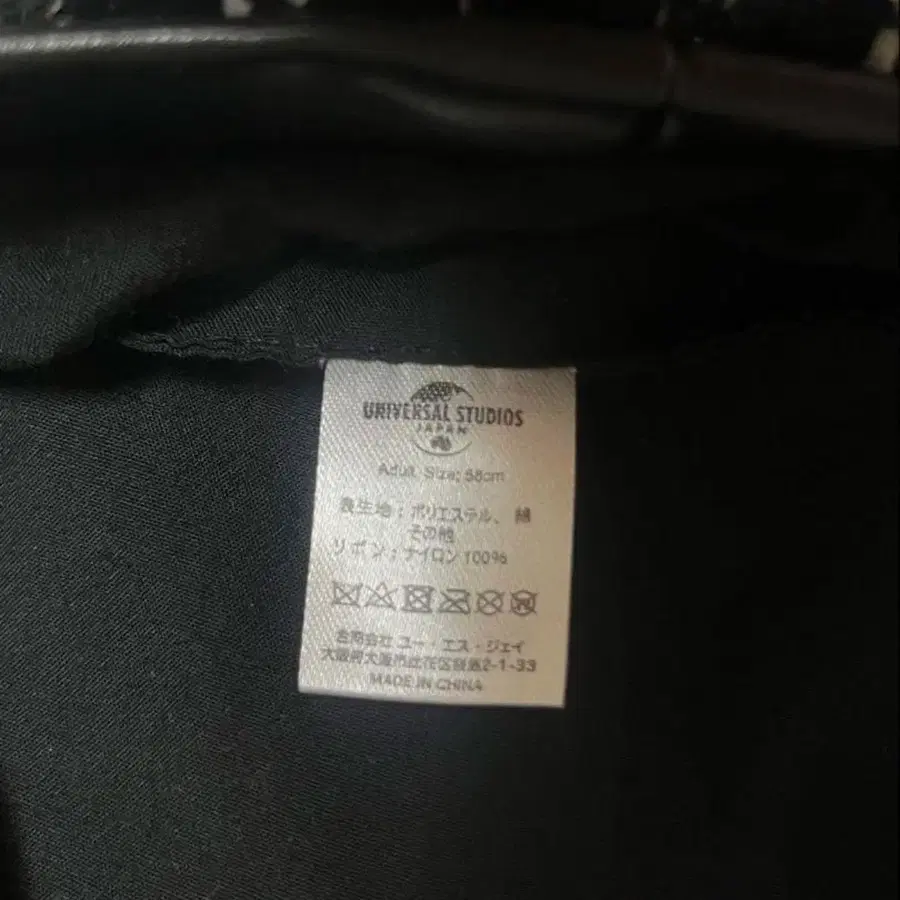 UNIVERSAL STUDIOS
JAPAN
Adult Size: 58cm
表生地：ポリエステル、綿
その他
リボン：ナイロン100%
合同会社 ユー・エス・ジェイ
大阪府大阪市此花区桜島2-1-33
MADE IN CHINA